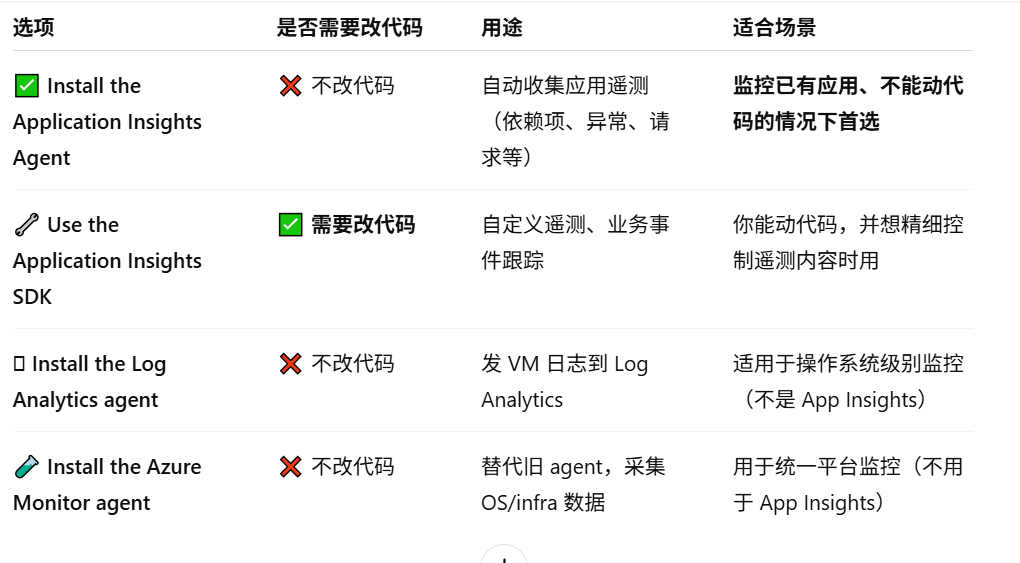 选项 是否需要改代码 用途 适合场景
✅ Install the Application Insights Agent
❌ 不改代码
自动收集应用遥测
（依赖项、异常、请
求等）
监控已有应用、不能动代
码的情况下首选
🔧 Use the
Application Insights
SDK
✅ 需要改代码
自定义遥测、业务事
件跟踪
你能动代码，并想精细控
制遥测内容时用
▯ Install the Log
Analytics agent
❌ 不改代码
发 VM 日志到 Log
Analytics
适用于操作系统级别监控
（不是 App Insights）
🧪 Install the Azure
Monitor agent
❌ 不改代码
替代旧 agent，采集
OS/infra 数据
用于统一平台监控（不用
于 App Insights）